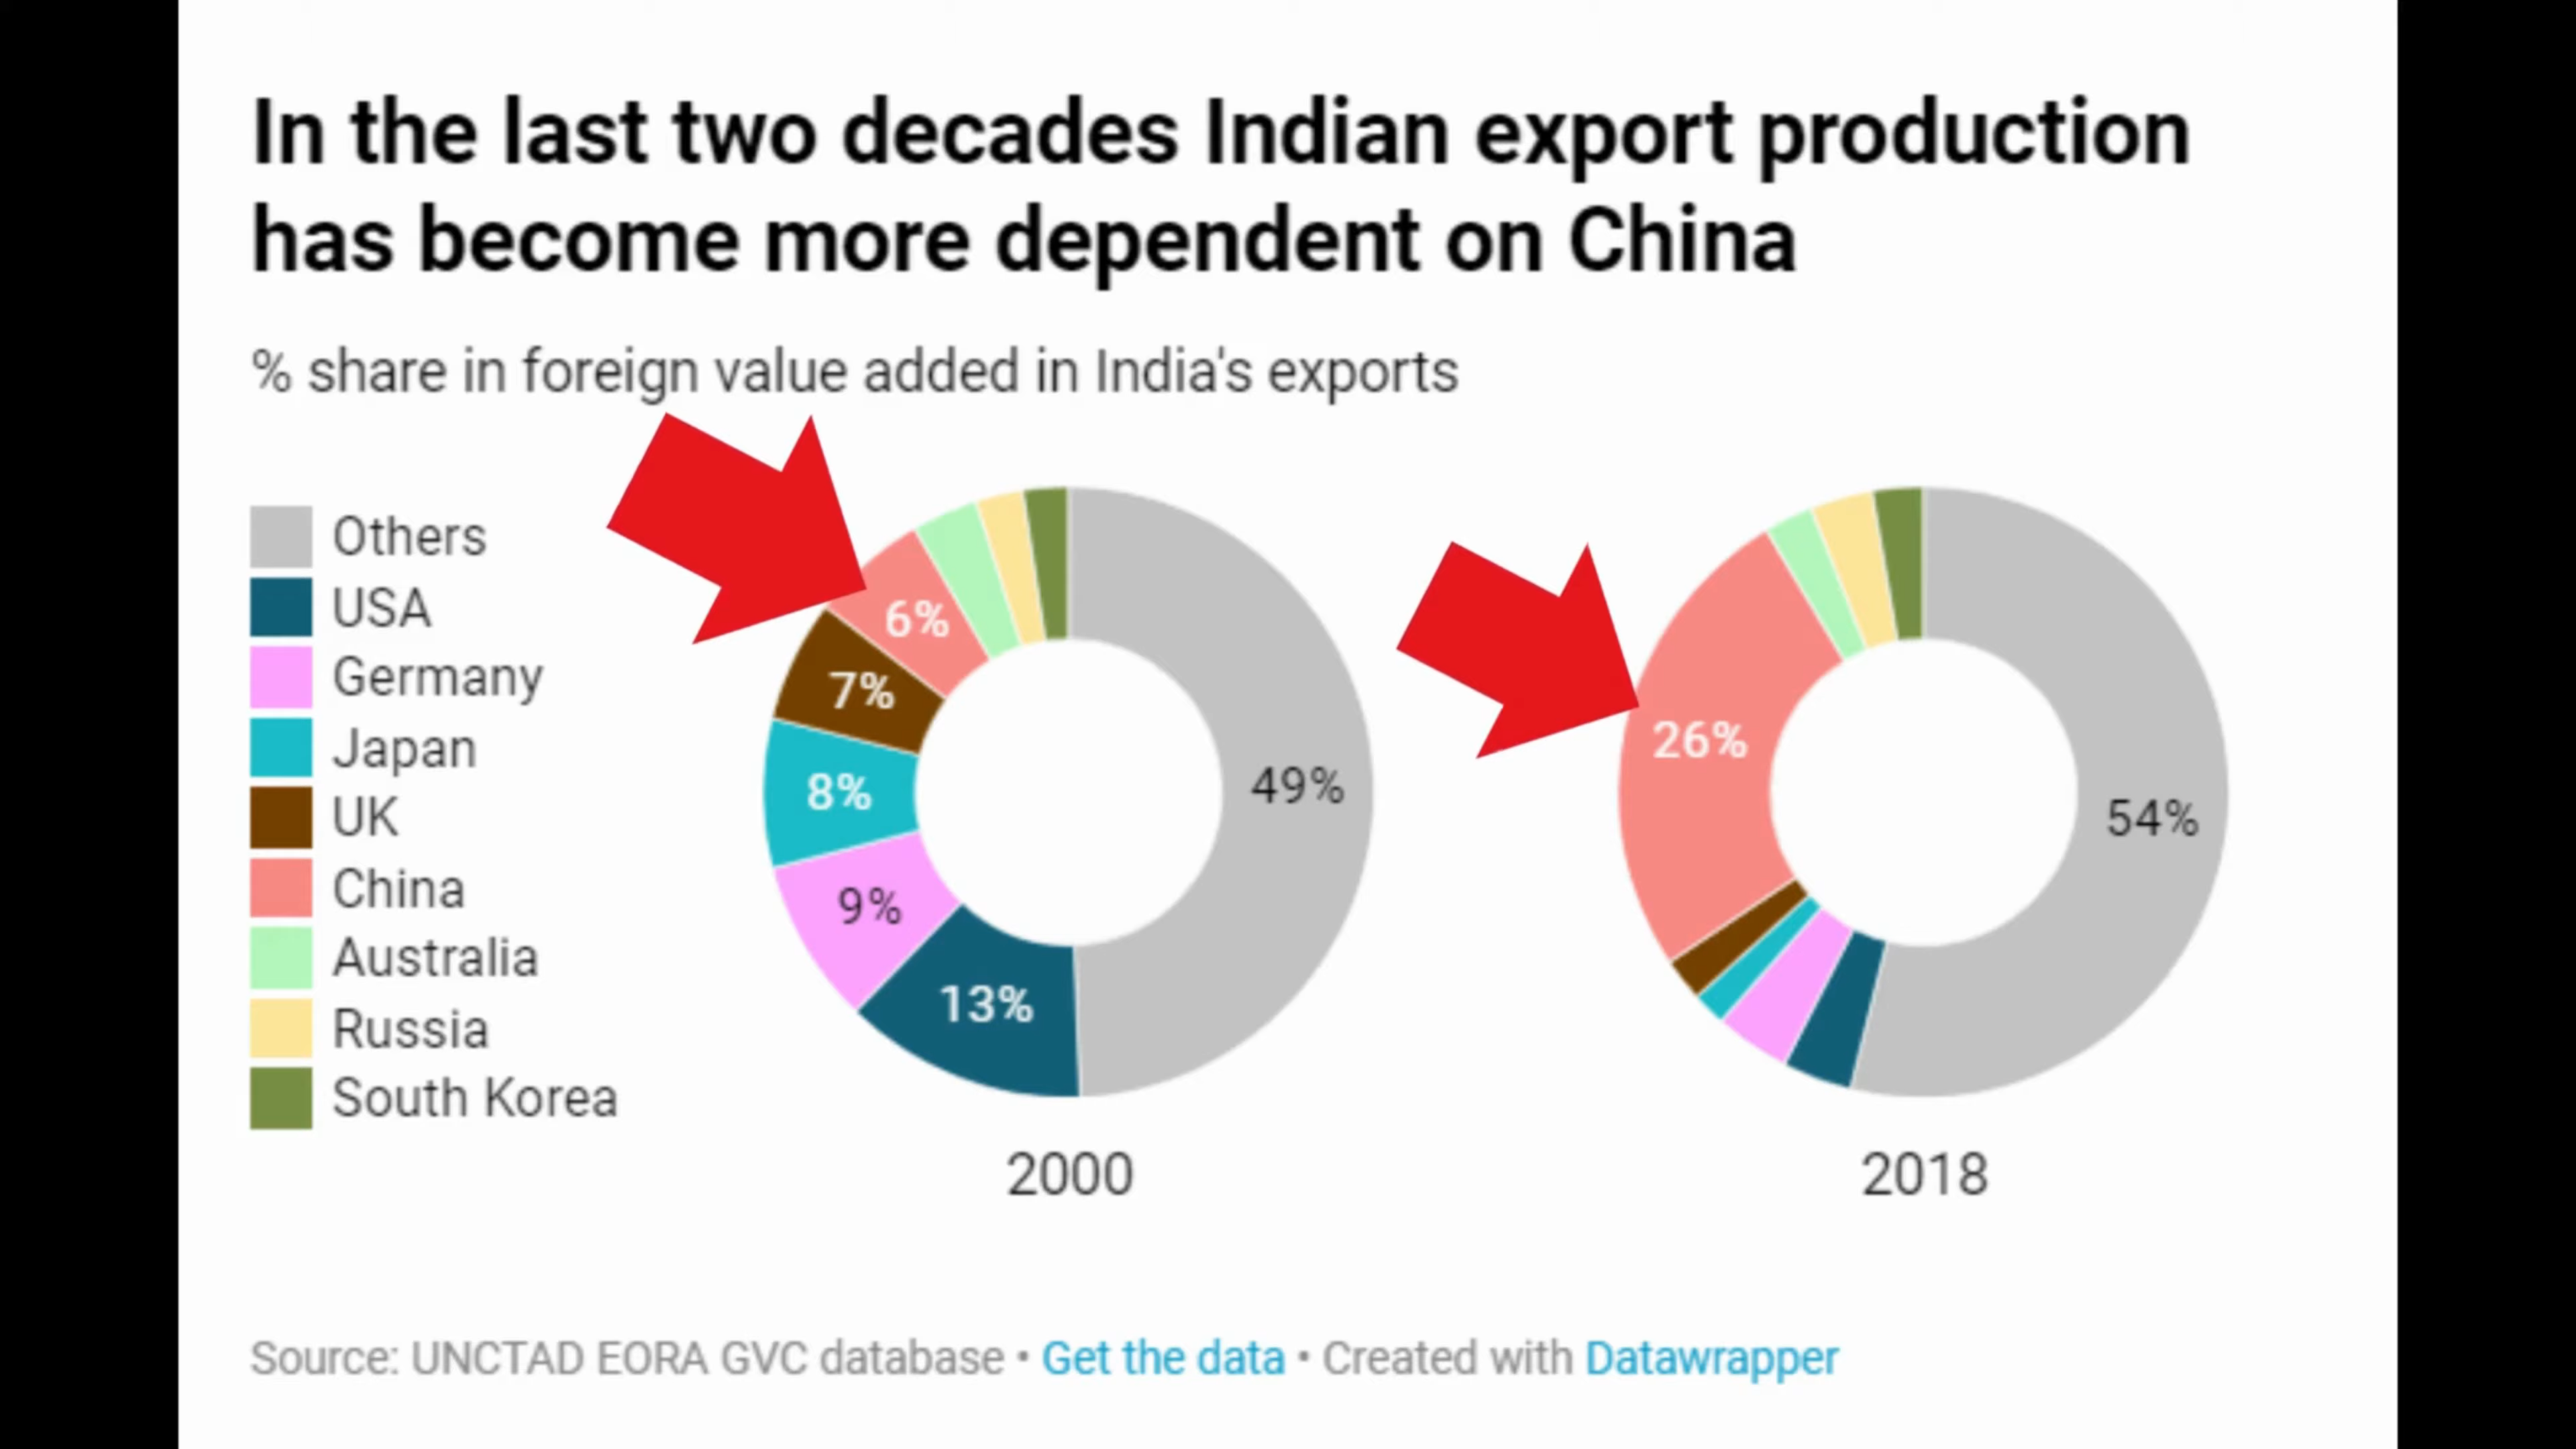 In the last two decades Indian export production
has become more dependent on China
% share in foreign value added in India's exports
Others
USA
Germany
Japan
UK
China
Australia
Russia
South Korea
6%
7%
8%
9%
13%
49%
2000
26%
54%
2018
Source: UNCTAD EORA GVC database • Get the data • Created with Datawrapper